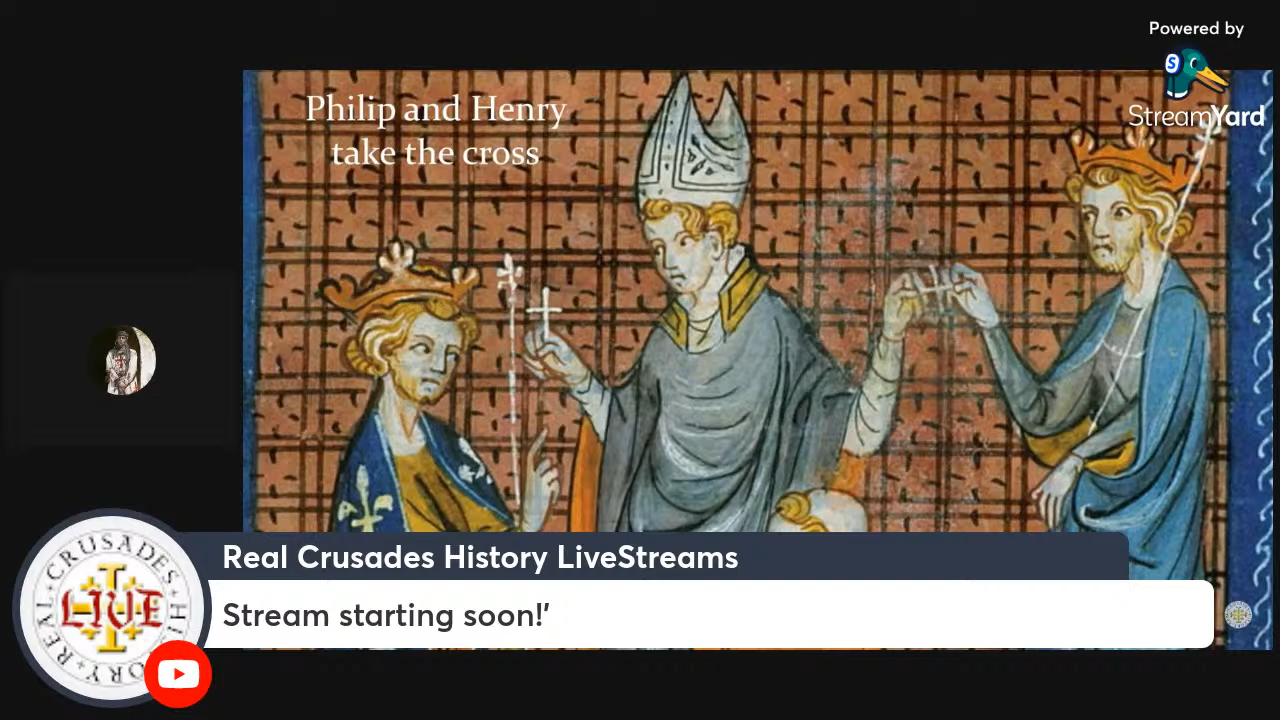 Powered by
S
StreamYard
Philip and Henry
take the cross
Real Crusades History LiveStreams
Stream starting soon!'
REAL · CRUSADES · HISTORY
LIVE